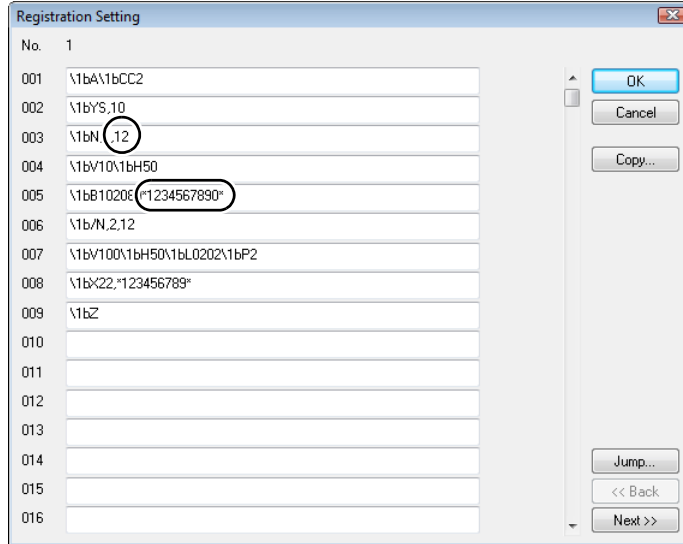 Registration Setting
No. 1
001 \1bA\1bCC2
002 \1bYS,10
003 \1bN, ,12
004 \1bV10\1bH50
005 \1bB10208 *1234567890*
006 \1b/N,2,12
007 \1bV100\1bH50\1bL0202\1bP2
008 \1bX22,*123456789*
009 \1bZ
010
011
012
013
014
015
016
OK
Cancel
Copy...
Jump...
<< Back
Next >>